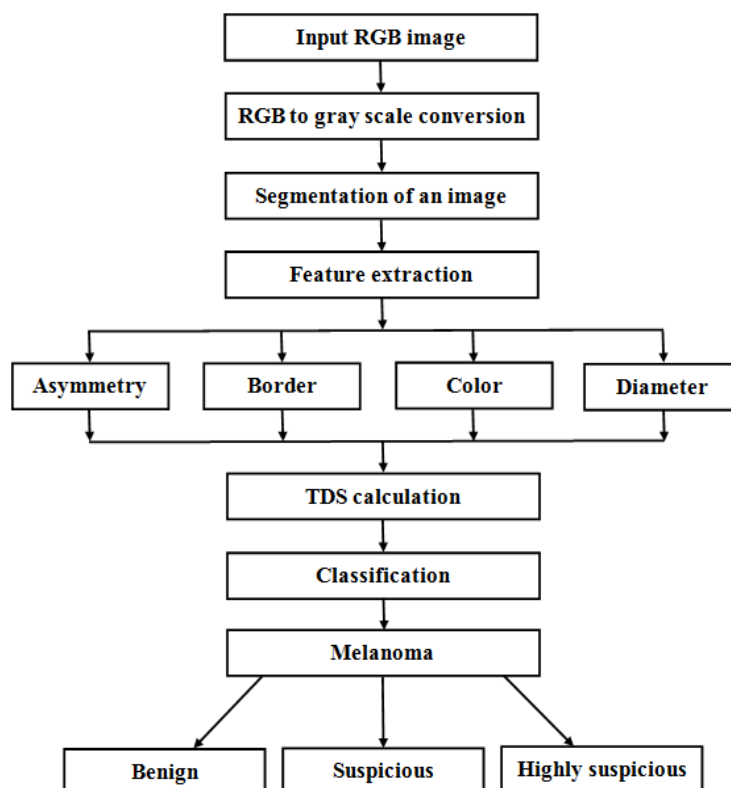 Input RGB image
RGB to gray scale conversion
Segmentation of an image
Feature extraction
Asymmetry
Border
Color
Diameter
TDS calculation
Classification
Melanoma
Benign
Suspicious
Highly suspicious